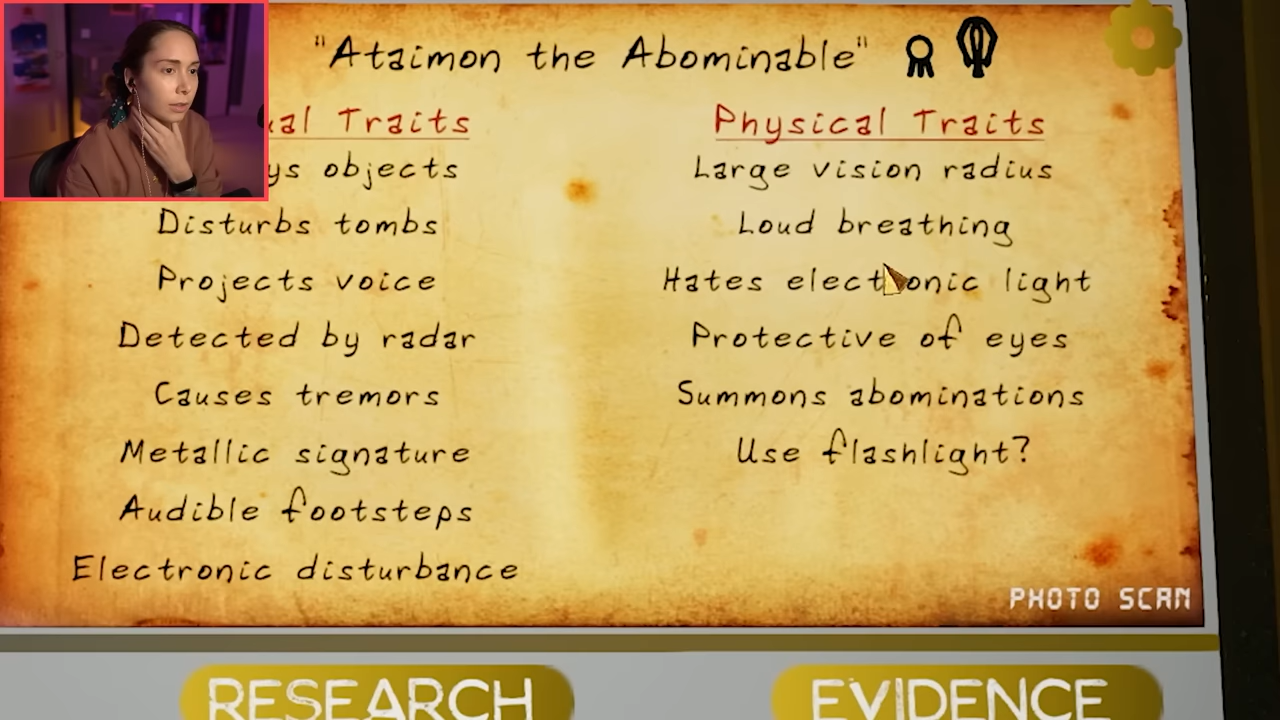 "Ataimon the Abominable"
Traits
objects
Disturbs tombs
Projects voice
Detected by radar
Causes tremors
Metallic signature
Audible footsteps
Electronic disturbance
Physical Traits
Large vision radius
Loud breathing
Hates electronic light
Protective of eyes
Summons abominations
Use flashlight?
PHOTO SCAN
RESEARCH
EVIDENCE